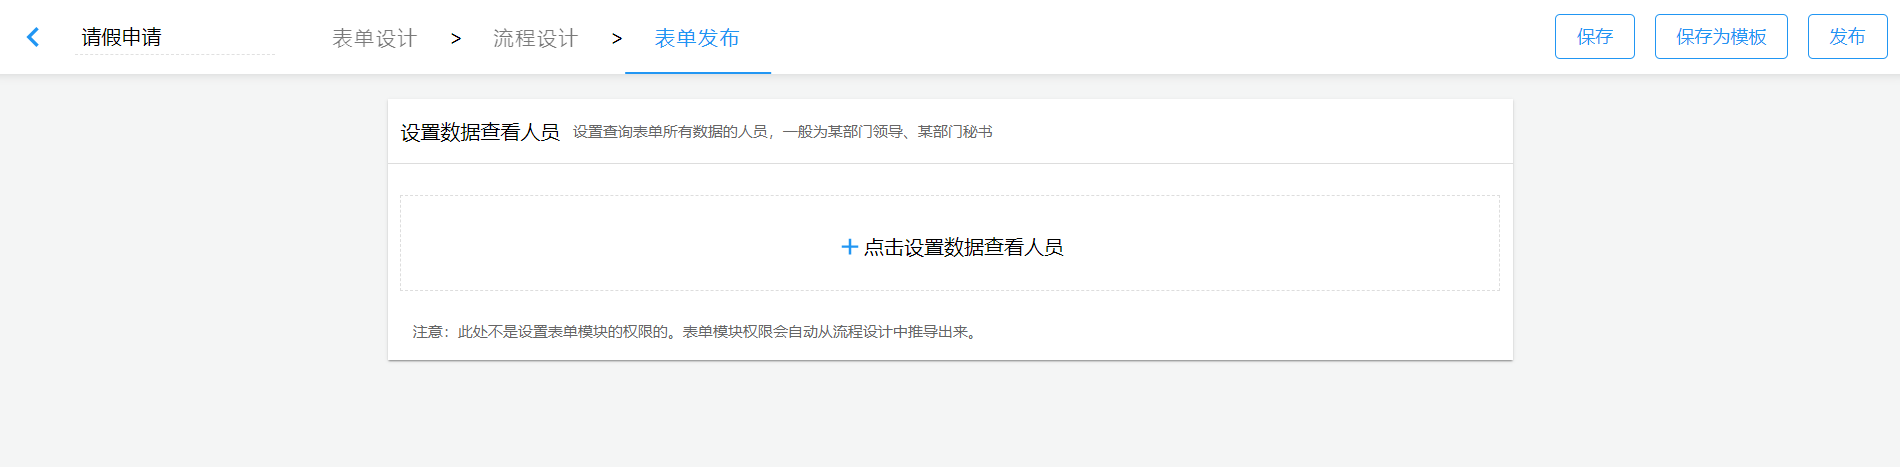 请假申请 表单设计 > 流程设计 > 表单发布 保存 保存为模板 发布
设置数据查看人员 设置查询表单所有数据的人员，一般为某部门领导、某部门秘书
+点击设置数据查看人员
注意：此处不是设置表单模块的权限的。表单模块权限会自动从流程设计中推导出来。